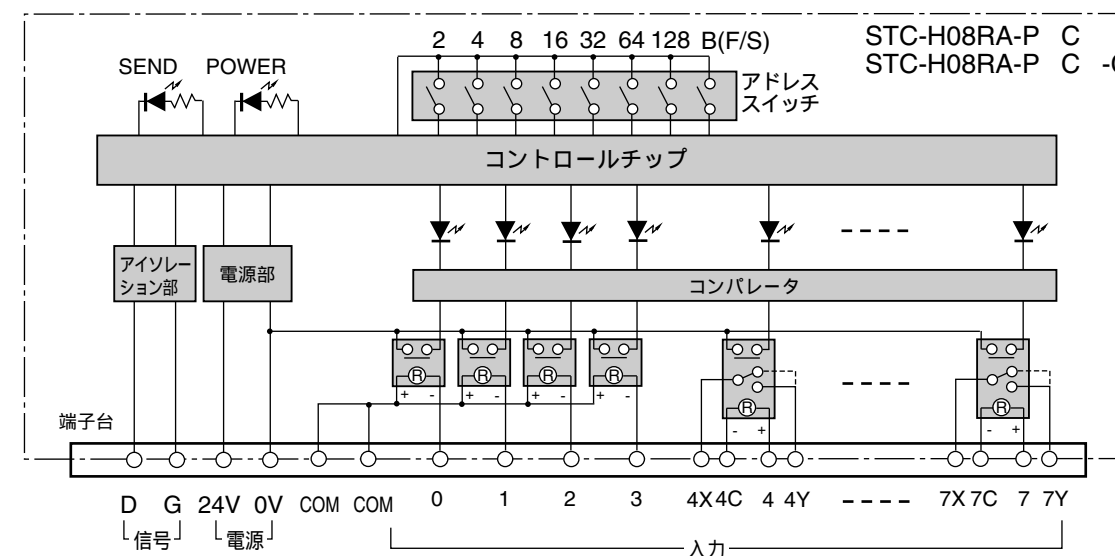 STC-H08RA-P C
STC-H08RA-P C -
2 4 8 16 32 64 128 B(F/S)
SEND POWER
アドレス
スイッチ
コントロールチップ
アイソレー
ション部
電源部
コンパレータ
R R R R
+ - + - + - + -
R R
- + - +
端子台
D G 24V 0V COM COM 0 1 2 3 4X 4C 4 4Y 7X 7C 7 7Y
信号 電源 入力